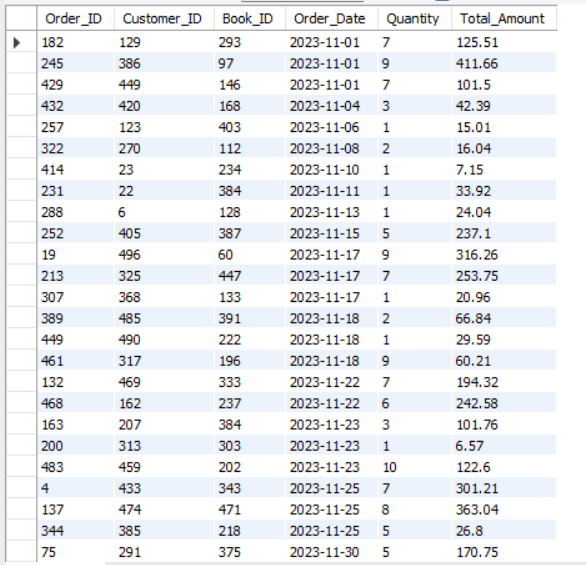 Order_ID Customer_ID Book_ID Order_Date Quantity Total_Amount
182 129 293 2023-11-01 7 125.51
245 386 97 2023-11-01 9 411.66
429 449 146 2023-11-01 7 101.5
432 420 168 2023-11-04 3 42.39
257 123 403 2023-11-06 1 15.01
322 270 112 2023-11-08 2 16.04
414 23 234 2023-11-10 1 7.15
231 22 384 2023-11-11 1 33.92
288 6 128 2023-11-13 1 24.04
252 405 387 2023-11-15 5 237.1
19 496 60 2023-11-17 9 316.26
213 325 447 2023-11-17 7 253.75
307 368 133 2023-11-17 1 20.96
389 485 391 2023-11-18 2 66.84
449 490 222 2023-11-18 1 29.59
461 317 196 2023-11-18 9 60.21
132 469 333 2023-11-22 7 194.32
468 162 237 2023-11-22 6 242.58
163 207 384 2023-11-23 3 101.76
200 313 303 2023-11-23 1 6.57
483 459 202 2023-11-23 10 122.6
4 433 343 2023-11-25 7 301.21
137 474 471 2023-11-25 8 363.04
344 385 218 2023-11-25 5 26.8
75 291 375 2023-11-30 5 170.75